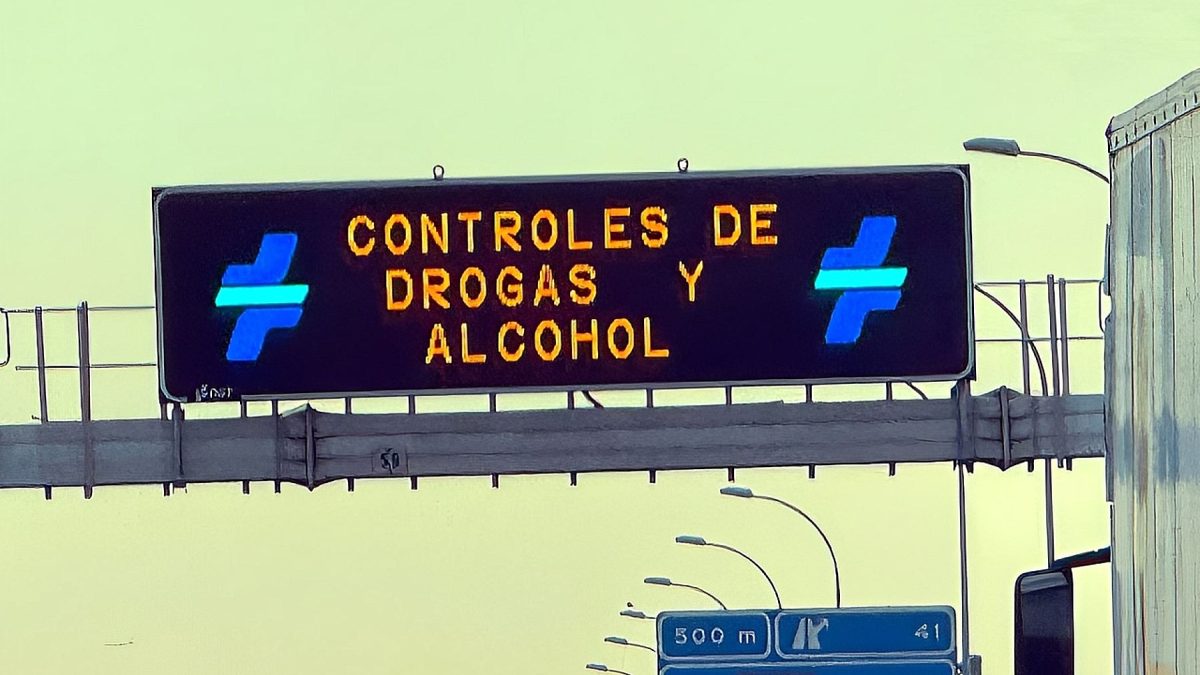 CONTROLES DE
DROGAS Y
ALCOHOL
500 m
41